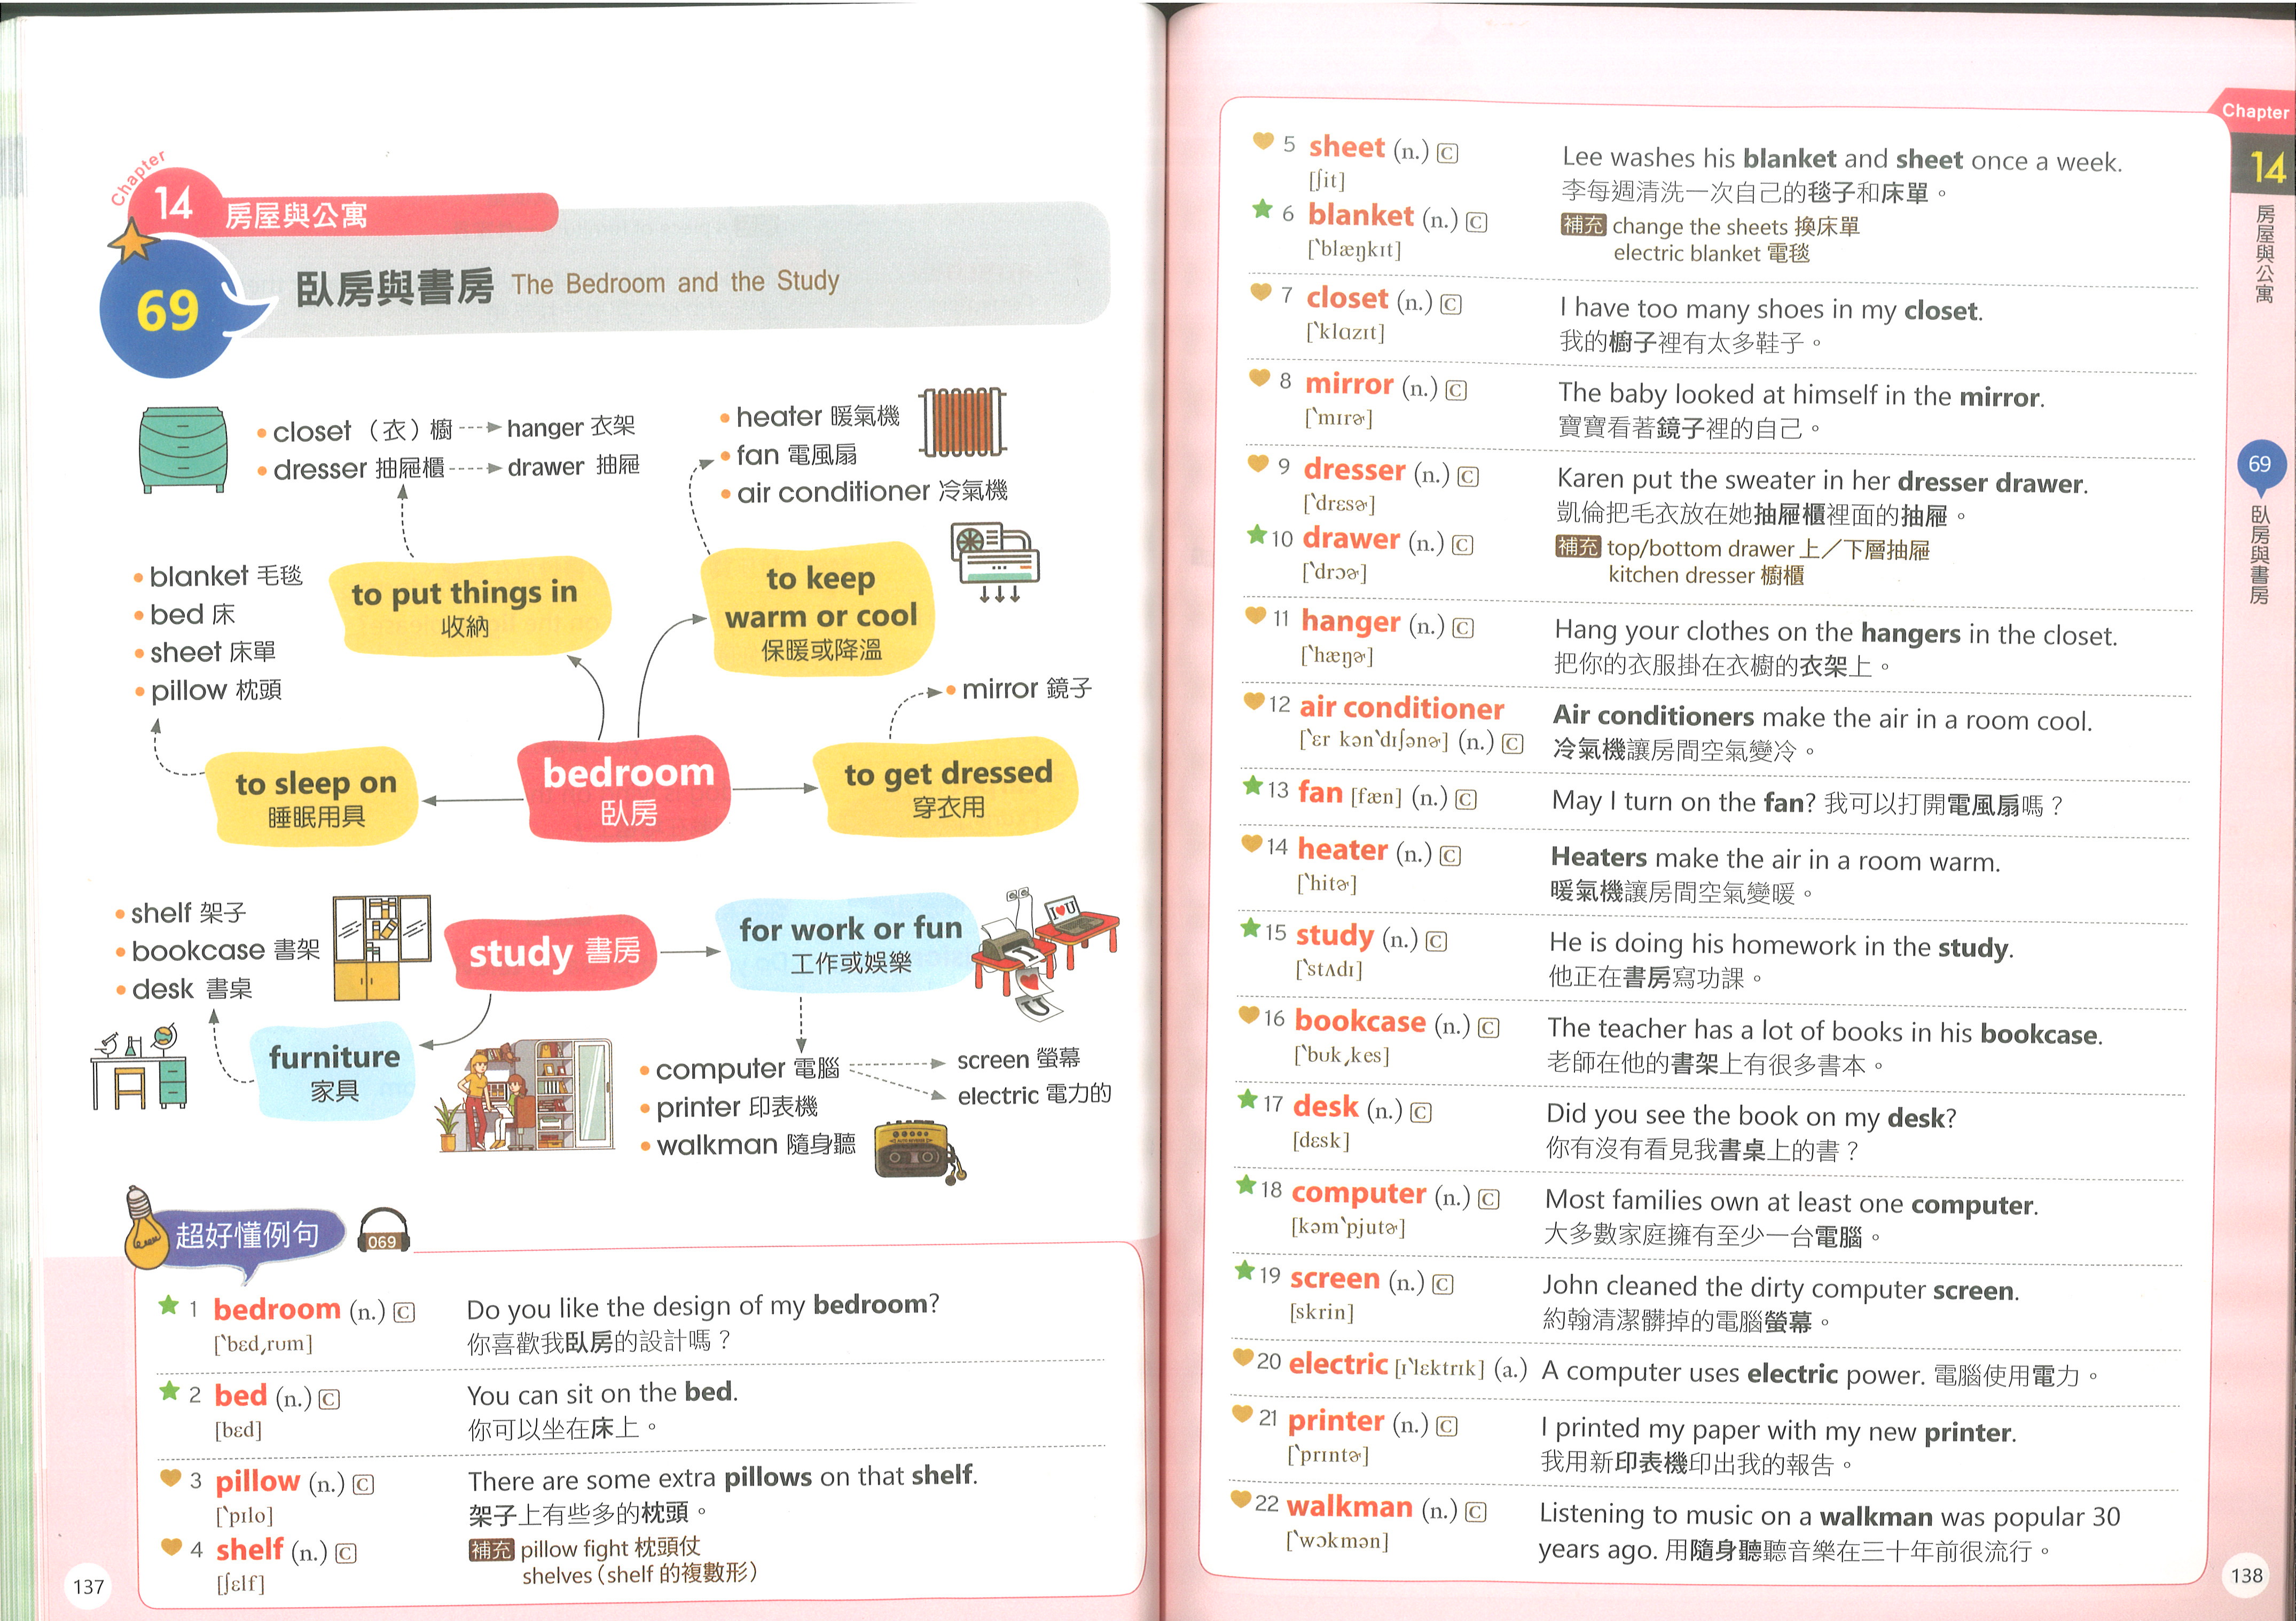 Chapter
14 房屋與公寓
69 臥房與書房 The Bedroom and the Study
closet（衣）櫥 hanger 衣架
dresser 抽屜櫃 drawer 抽屜
heater 暖氣機
fan 電風扇
air conditioner 冷氣機
blanket 毛毯
bed 床
sheet 床單
pillow 枕頭
to put things in
收納
to keep
warm or cool
保暖或降溫
mirror 鏡子
to sleep on
睡眠用具
bedroom
臥房
to get dressed
穿衣用
shelf 架子
bookcase 書架
desk 書桌
study 書房
for work or fun
工作或娛樂
I♥U
I
U
furniture
家具
computer 電腦
screen 螢幕
electric 電力的
printer 印表機
walkman 隨身聽
超好懂例句 069
1 bedroom (n.) C
[ˋbɛd͵rum]
Do you like the design of my bedroom?
你喜歡我臥房的設計嗎？
2 bed (n.) C
[bɛd]
You can sit on the bed.
你可以坐在床上。
3 pillow (n.) C
[ˋpɪlo]
4 shelf (n.) C
[ʃɛlf]
There are some extra pillows on that shelf.
架子上有些多的枕頭。
補充 pillow fight 枕頭仗
shelves（shelf 的複數形）
137
5 sheet (n.) C
[ʃit]
6 blanket (n.) C
[ˋblæŋkɪt]
Lee washes his blanket and sheet once a week.
李每週清洗一次自己的毯子和床單。
補充 change the sheets 換床單
electric blanket 電毯
7 closet (n.) C
[ˋklɑzɪt]
I have too many shoes in my closet.
我的櫥子裡有太多鞋子。
8 mirror (n.) C
[ˋmɪrɚ]
The baby looked at himself in the mirror.
寶寶看著鏡子裡的自己。
9 dresser (n.) C
[ˋdrɛsɚ]
10 drawer (n.) C
[ˋdrɔɚ]
Karen put the sweater in her dresser drawer.
凱倫把毛衣放在她抽屜櫃裡面的抽屜。
補充 top/bottom drawer 上／下層抽屜
kitchen dresser 櫥櫃
11 hanger (n.) C
[ˋhæŋɚ]
Hang your clothes on the hangers in the closet.
把你的衣服掛在衣櫥的衣架上。
12 air conditioner
[ˋɛr kənˋdɪʃənɚ] (n.) C
Air conditioners make the air in a room cool.
冷氣機讓房間空氣變冷。
13 fan [fæn] (n.) C
May I turn on the fan? 我可以打開電風扇嗎？
14 heater (n.) C
[ˋhitɚ]
Heaters make the air in a room warm.
暖氣機讓房間空氣變暖。
15 study (n.) C
[ˋstʌdɪ]
He is doing his homework in the study.
他正在書房寫功課。
16 bookcase (n.) C
[ˋbuk͵kes]
The teacher has a lot of books in his bookcase.
老師在他的書架上有很多書本。
17 desk (n.) C
[dɛsk]
Did you see the book on my desk?
你有沒有看見我書桌上的書？
18 computer (n.) C
[kəmˋpjutɚ]
Most families own at least one computer.
大多數家庭擁有至少一台電腦。
19 screen (n.) C
[skrin]
John cleaned the dirty computer screen.
約翰清潔髒掉的電腦螢幕。
20 electric [ɪˋlɛktrɪk] (a.) A computer uses electric power. 電腦使用電力。
21 printer (n.) C
[ˋprɪntɚ]
I printed my paper with my new printer.
我用新印表機印出我的報告。
22 walkman (n.) C
[ˋwɔkmən]
Listening to music on a walkman was popular 30
years ago. 用隨身聽聽音樂在三十年前很流行。
Chapter
14
房屋與公寓
69
臥房與書房
138